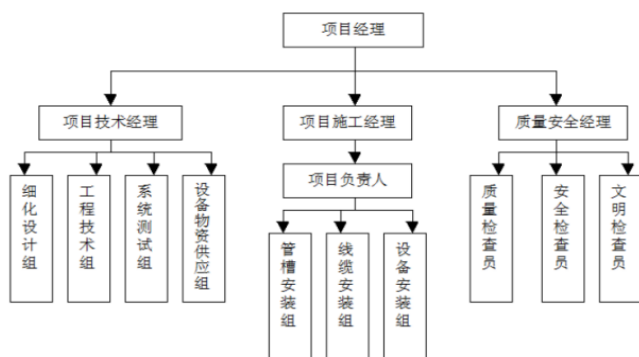 项目经理
项目技术经理
项目施工经理
质量安全经理
项目负责人
细化设计组
工程技术组
系统测试组
设备物资供应组
管槽安装组
线缆安装组
设备安装组
质量检查员
安全检查员
文明检查员